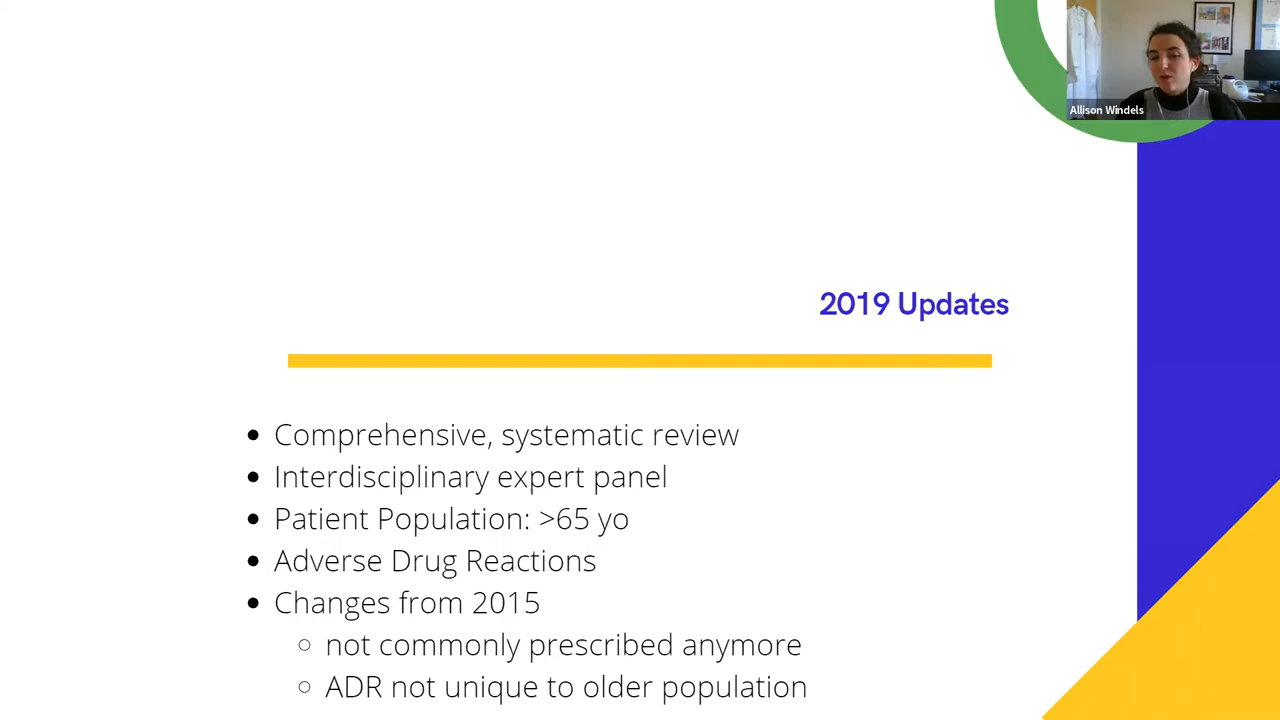 Allison Windels
2019 Updates
Comprehensive, systematic review
Interdisciplinary expert panel
Patient Population: >65 yo
Adverse Drug Reactions
Changes from 2015
not commonly prescribed anymore
ADR not unique to older population